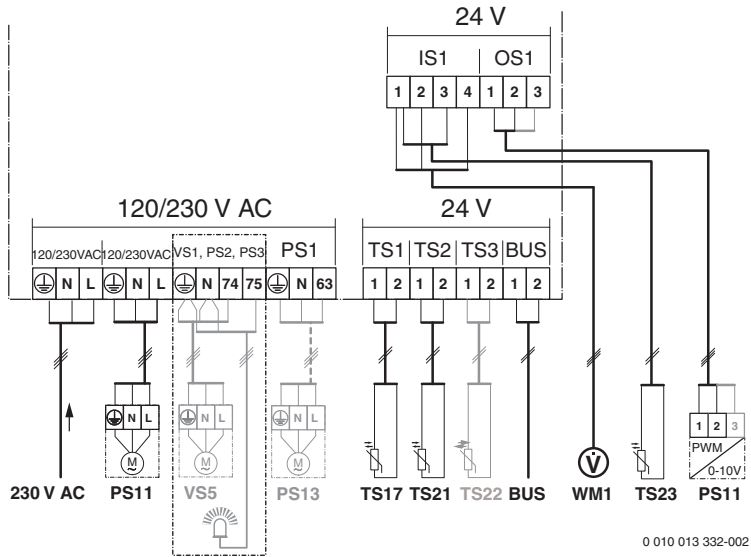 24 V
IS1 OS1
1 2 3 4 1 2 3
120/230 V AC 24 V
120/230VAC 120/230VAC VS1, PS2, PS3 PS1 TS1 TS2 TS3 BUS
N L N L N 74 75 N 63 1 2 1 2 1 2 1 2
N L N L N L 1 2 3
M ~ M ~ M ~ V̇ PWM
0-10V
230 V AC PS11 VS5 PS13 TS17 TS21 TS22 BUS WM1 TS23 PS11
0 010 013 332-002